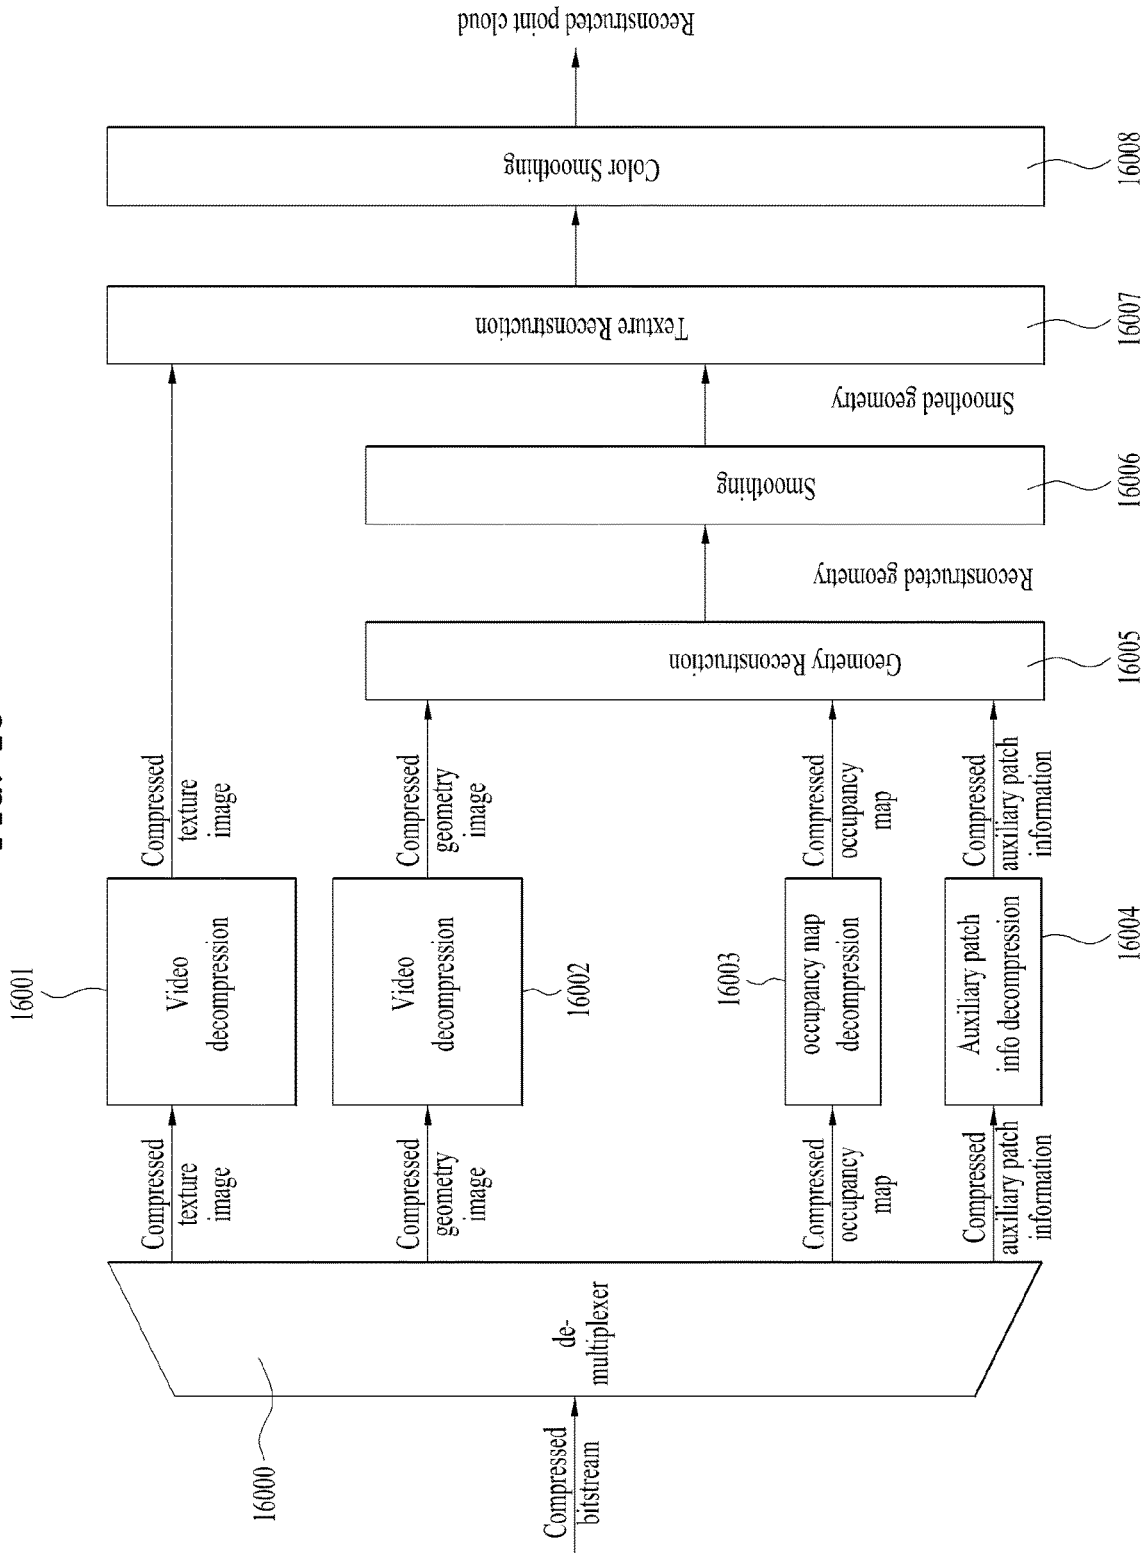 16000
Compressed
bitstream
de-
multiplexer
Compressed
texture
image
Compressed
geometry
image
Compressed
occupancy
map
Compressed
auxiliary patch
information
16001
Video
decompression
Video
decompression
16002
16003
occupancy map
decompression
Auxiliary patch
info decompression
16004
Compressed
texture
image
Compressed
geometry
image
Compressed
occupancy
map
Compressed
auxiliary patch
information
Geometry Reconstruction
16005
Reconstructed geometry
Smoothing
16006
Smoothed geometry
Texture Reconstruction
16007
Color Smoothing
16008
Reconstructed point cloud